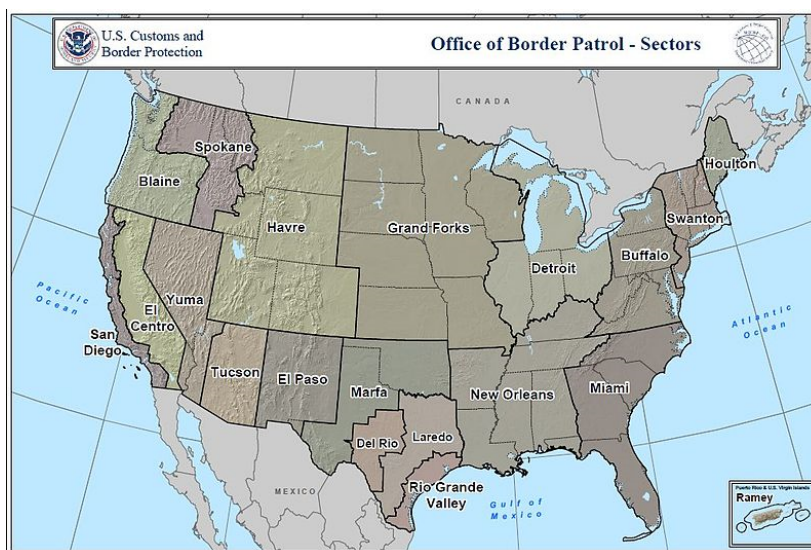 U.S. Customs and
Border Protection
Office of Border Patrol - Sectors
CANADA
Spokane
Houlton
Blaine
Swanton
Havre
Grand Forks
Buffalo
Detroit
Pacific
Ocean
Yuma
El
Centro
Atlantic
Ocean
San
Diego
Tucson
El Paso
Marfa
New Orleans
Miami
Del Rio
Laredo
Rio Grande
Valley
MEXICO
Gulf of
Mexico
Puerto Rico & U.S. Virgin Islands
Ramey